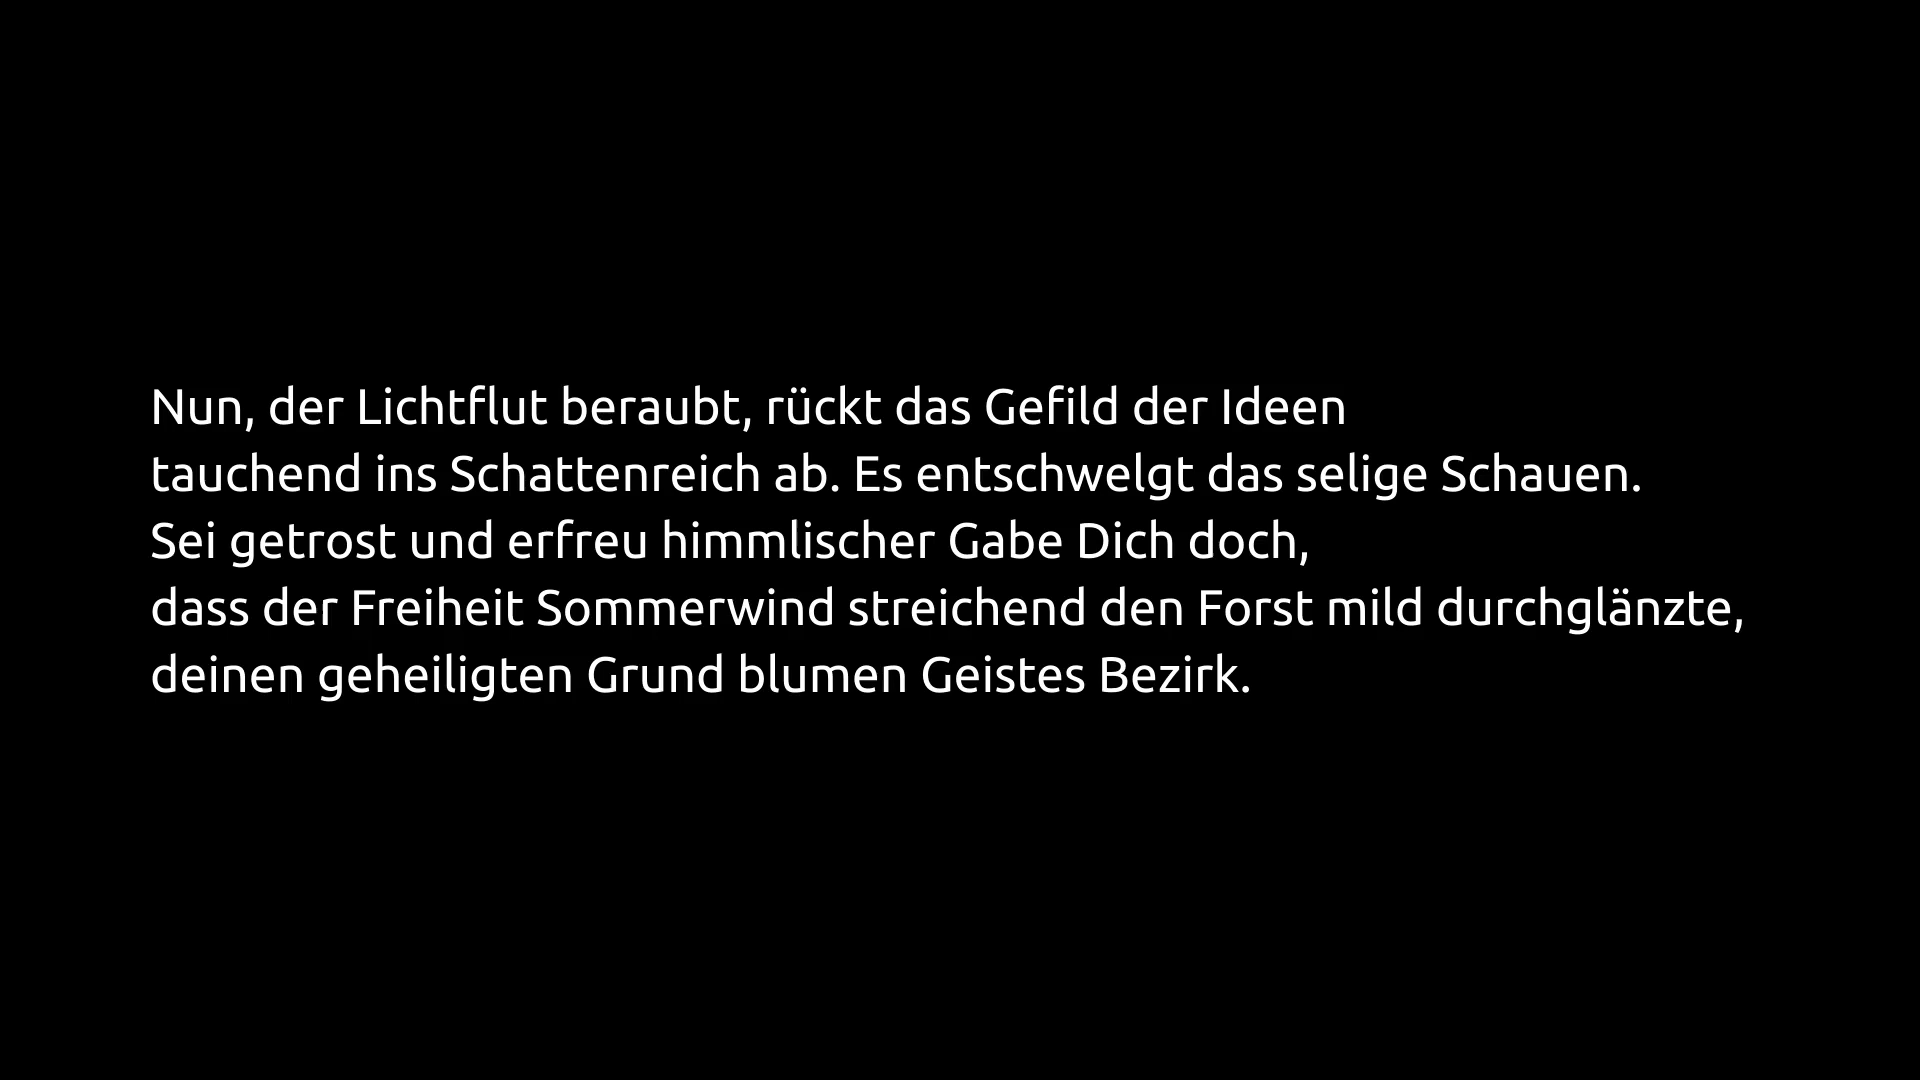 Nun, der Lichtflut beraubt, rückt das Gefild der Ideen
tauchend ins Schattenreich ab. Es entschwelgt das selige Schauen.
Sei getrost und erfreu himmlischer Gabe Dich doch,
dass der Freiheit Sommerwind streichend den Forst mild durchglänzte,
deinen geheiligten Grund blumen Geistes Bezirk.